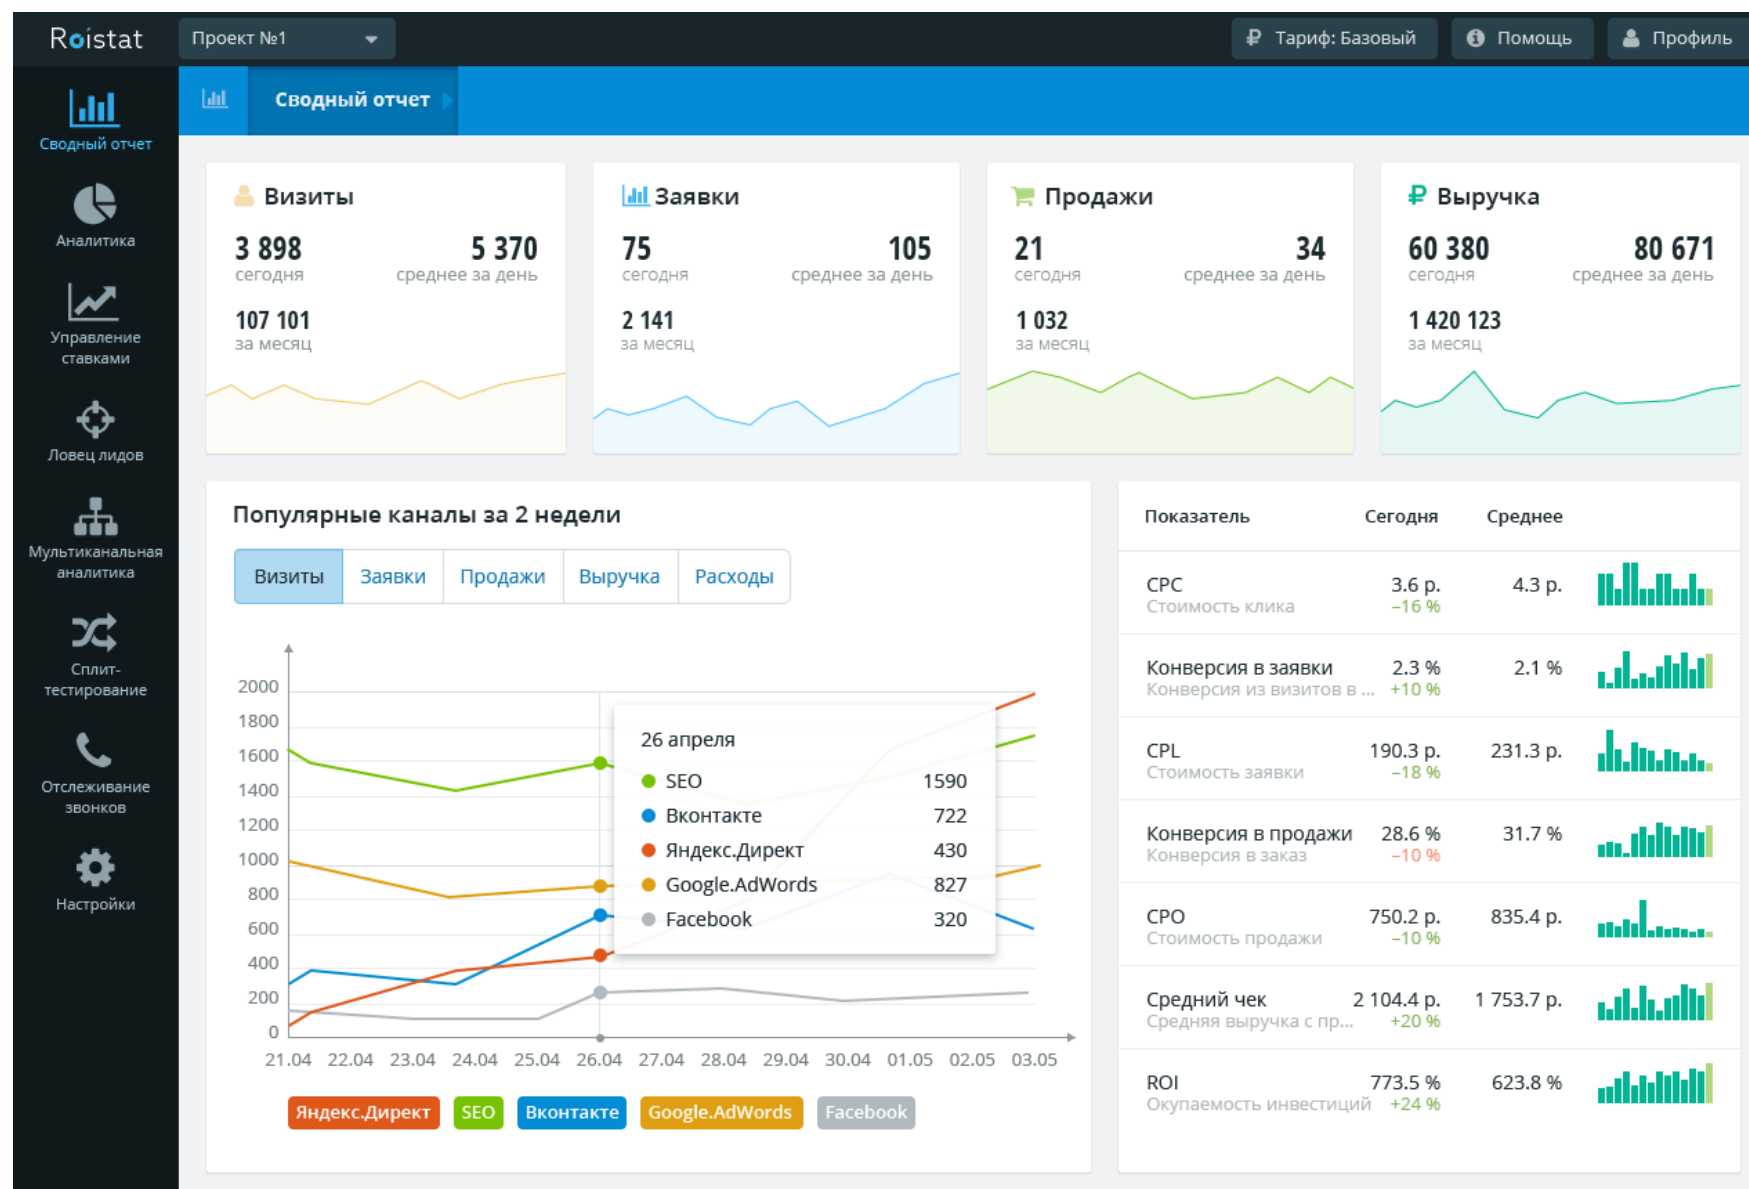 Roistat
Проект №1
Тариф: Базовый
Помощь
Профиль
Сводный отчет
Аналитика
Управление
ставками
Ловец лидов
Мультиканальная
аналитика
Сплит-
тестирование
Отслеживание
звонков
Настройки
Сводный отчет
Визиты
3 898 5 370
сегодня среднее за день
107 101
за месяц
Заявки
75 105
сегодня среднее за день
2 141
за месяц
Продажи
21 34
сегодня среднее за день
1 032
за месяц
Выручка
60 380 80 671
сегодня среднее за день
1 420 123
за месяц
Популярные каналы за 2 недели
Визиты Заявки Продажи Выручка Расходы
2000
1800
1600
1400
1200
1000
800
600
400
200
0
21.04 22.04 23.04 24.04 25.04 26.04 27.04 28.04 29.04 30.04 01.05 02.05 03.05
26 апреля
SEO 1590
Вконтакте 722
Яндекс.Директ 430
Google.AdWords 827
Facebook 320
Яндекс.Директ SEO Вконтакте Google.AdWords Facebook
Показатель Сегодня Среднее
CPC 3.6 р. 4.3 р.
Стоимость клика –16 %
Конверсия в заявки 2.3 % 2.1 %
Конверсия из визитов в ... +10 %
CPL 190.3 р. 231.3 р.
Стоимость заявки –18 %
Конверсия в продажи 28.6 % 31.7 %
Конверсия в заказ –10 %
CPO 750.2 р. 835.4 р.
Стоимость продажи –10 %
Средний чек 2 104.4 р. 1 753.7 р.
Средняя выручка с пр... +20 %
ROI 773.5 % 623.8 %
Окупаемость инвестиций +24 %